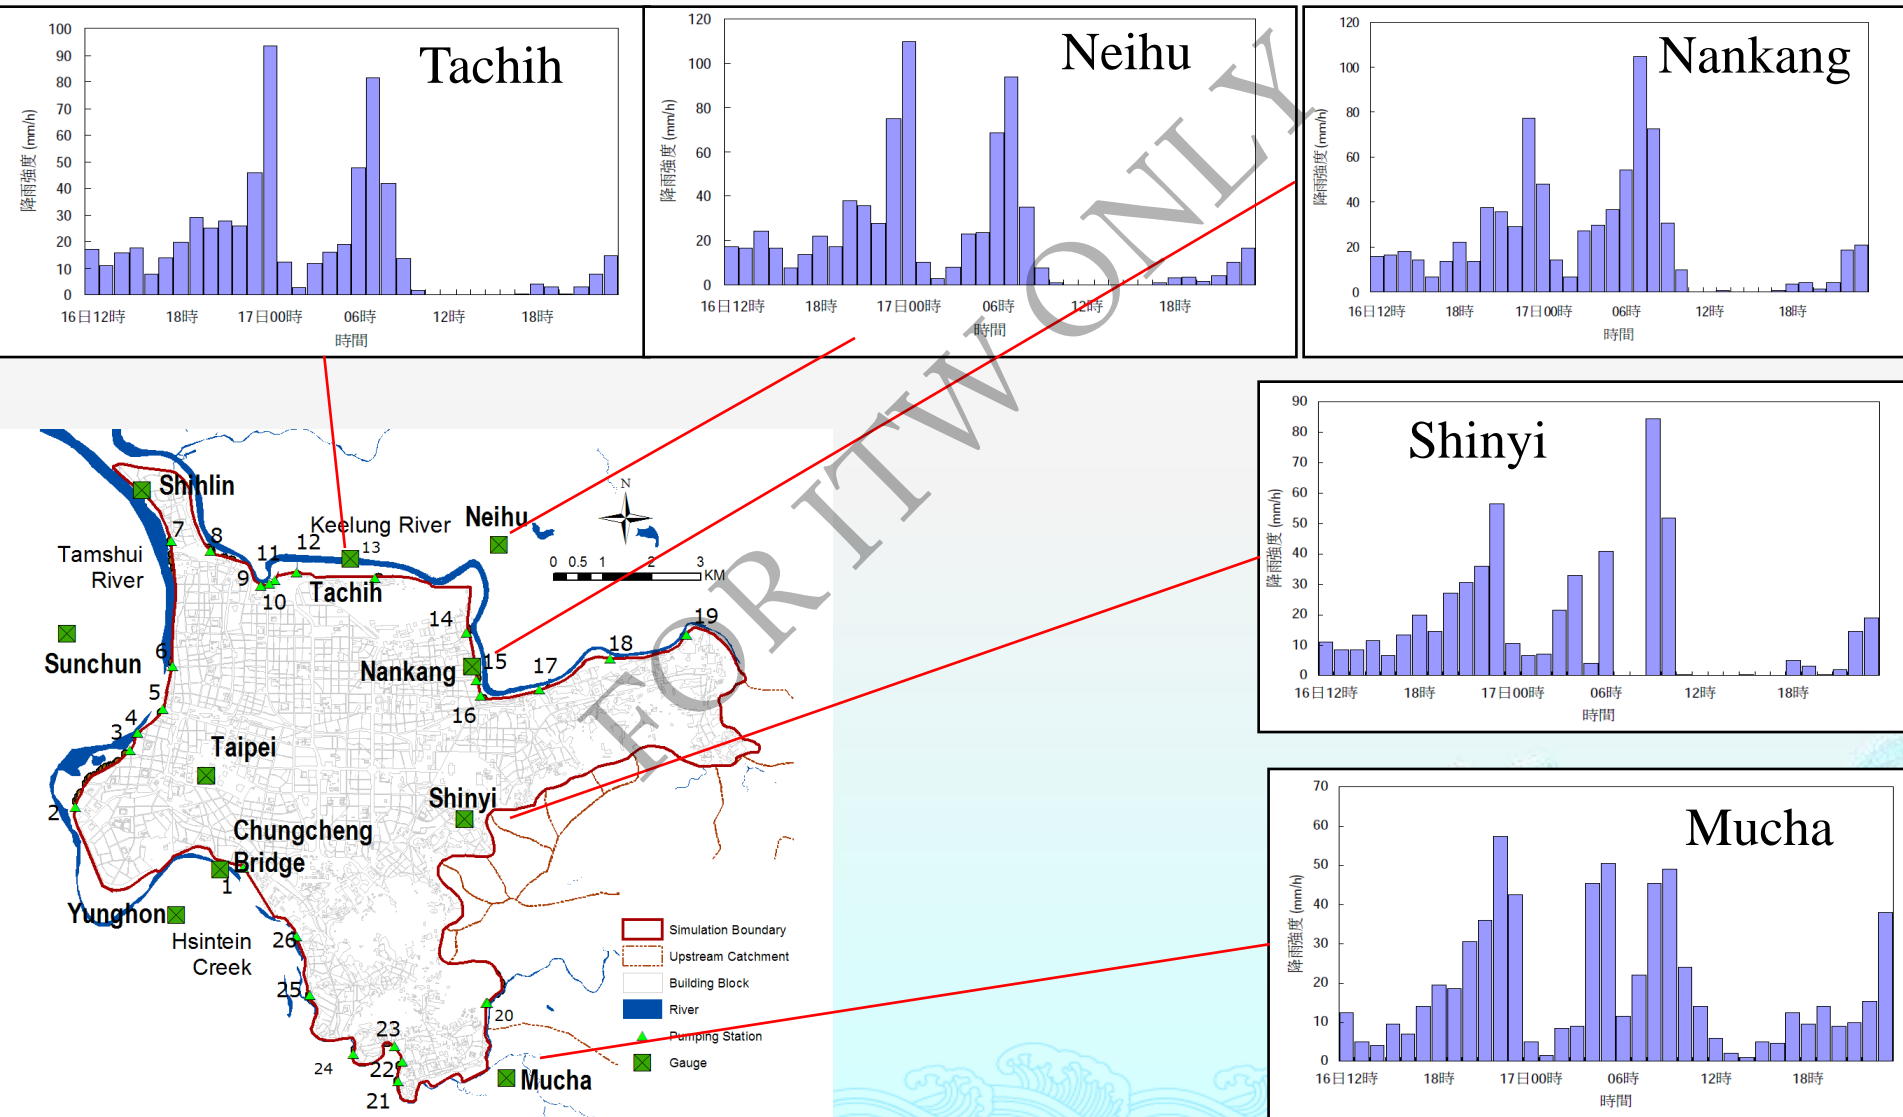 Tachih
100
90
80
70
60
50
40
30
20
10
0
降雨強度 (mm/h)
16日12時 18時 17日00時 06時 12時 18時
時間
Neihu
120
100
80
60
40
20
0
降雨強度 (mm/h)
16日12時 18時 17日00時 06時 12時 18時
時間
Nankang
120
100
80
60
40
20
0
降雨強度 (mm/h)
16日12時 18時 17日00時 06時 12時 18時
時間
Shinyi
90
80
70
60
50
40
30
20
10
0
降雨強度 (mm/h)
16日12時 18時 17日00時 06時 12時 18時
時間
Mucha
70
60
50
40
30
20
10
0
降雨強度 (mm/h)
16日12時 18時 17日00時 06時 12時 18時
時間
FOR ITW ONLY
Shihlin
7
8
Keelung River
Neihu
N
Tamshui
River
11
12
13
9
10
Tachih
0 0.5 1 2 3
KM
14
19
Sunchun
6
Nankang
15
17
18
5
16
4
3
Taipei
2
Shinyi
Chungcheng
Bridge
1
Yunghon
Hsintein
Creek
26
25
24
23
22
21
20
Mucha
Simulation Boundary
Upstream Catchment
Building Block
River
Pumping Station
Gauge